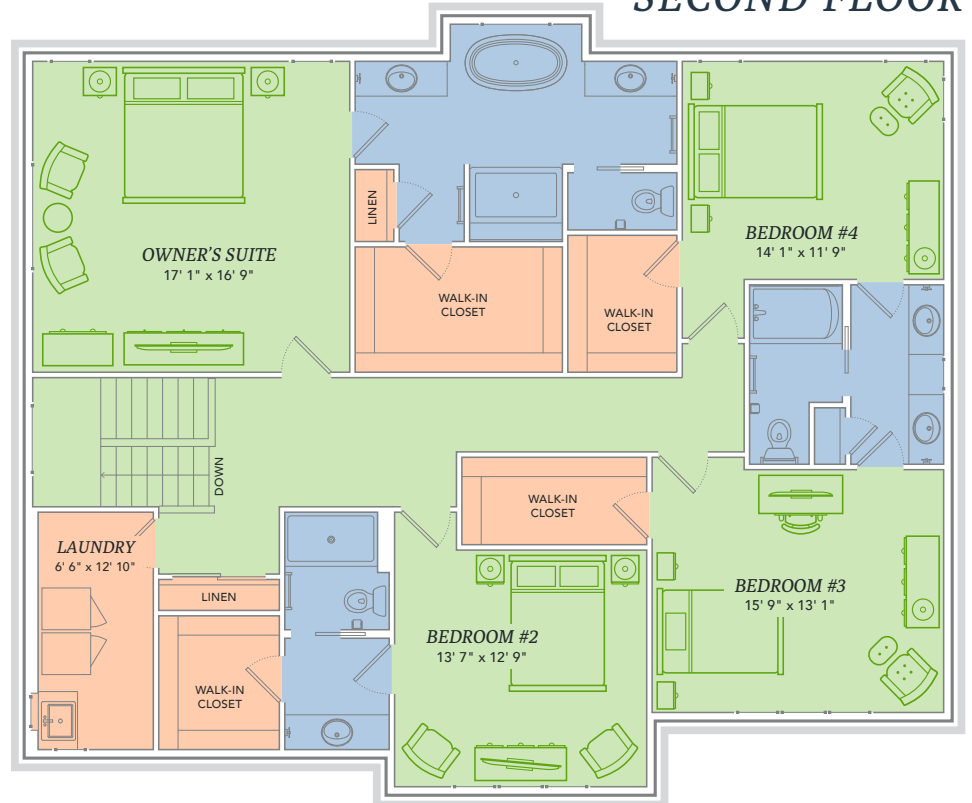 SECOND FLOOR
OWNER'S SUITE
17' 1" x 16' 9"
LINEN
WALK-IN
CLOSET
WALK-IN
CLOSET
BEDROOM #4
14' 1" x 11' 9"
DOWN
WALK-IN
CLOSET
LAUNDRY
6' 6" x 12' 10"
LINEN
WALK-IN
CLOSET
BEDROOM #2
13' 7" x 12' 9"
BEDROOM #3
15' 9" x 13' 1"